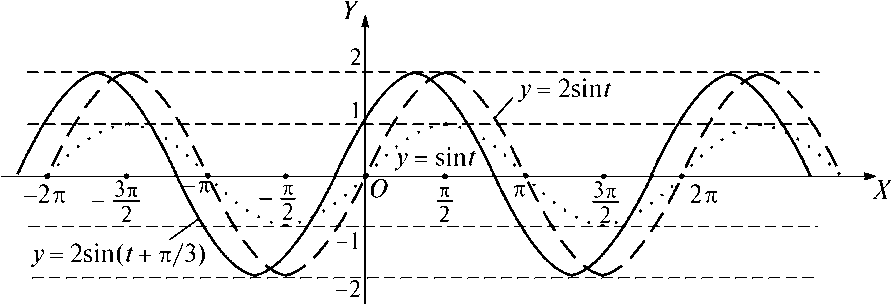 Y
2
1
y = 2sint
y = sint
−2π
− 3π/2
−π
− π/2
O
π/2
π
3π/2
2π
X
−1
y = 2sin(t + π/3)
−2